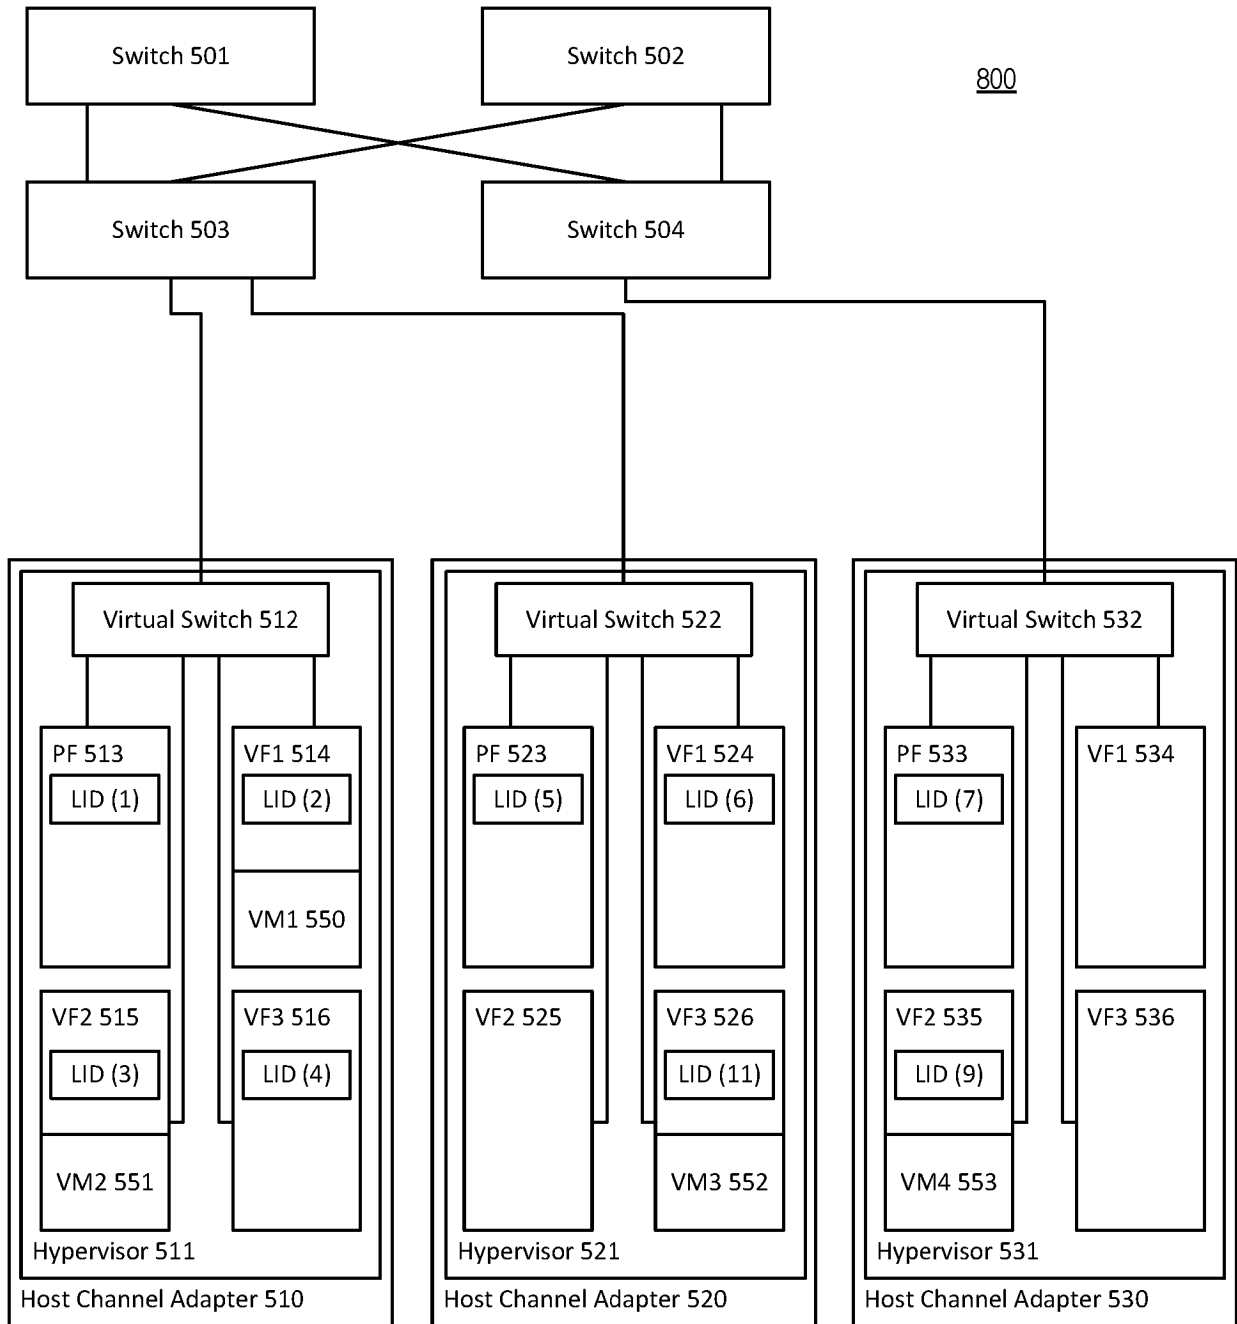 Switch 501
Switch 502
800
Switch 503
Switch 504
Virtual Switch 512
Virtual Switch 522
Virtual Switch 532
PF 513
LID (1)
VF1 514
LID (2)
VM1 550
PF 523
LID (5)
VF1 524
LID (6)
PF 533
LID (7)
VF1 534
VF2 515
LID (3)
VM2 551
VF3 516
LID (4)
VF2 525
VF3 526
LID (11)
VM3 552
VF2 535
LID (9)
VM4 553
VF3 536
Hypervisor 511
Hypervisor 521
Hypervisor 531
Host Channel Adapter 510
Host Channel Adapter 520
Host Channel Adapter 530